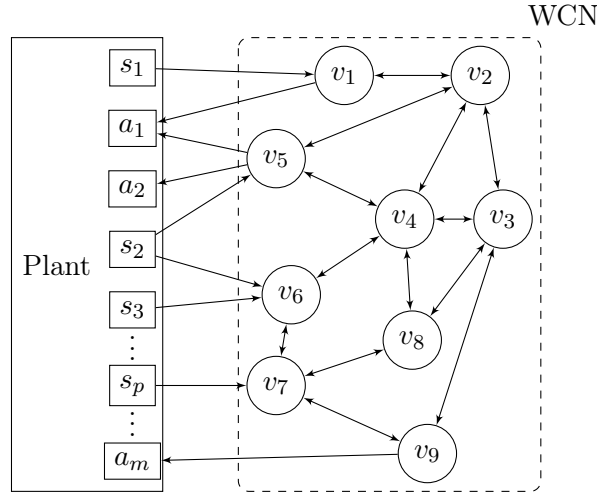 WCN
s₁
v₁
v₂
a₁
v₅
a₂
v₄
v₃
s₂
Plant
v₆
s₃
v₈
sₚ
v₇
aₘ
v₉